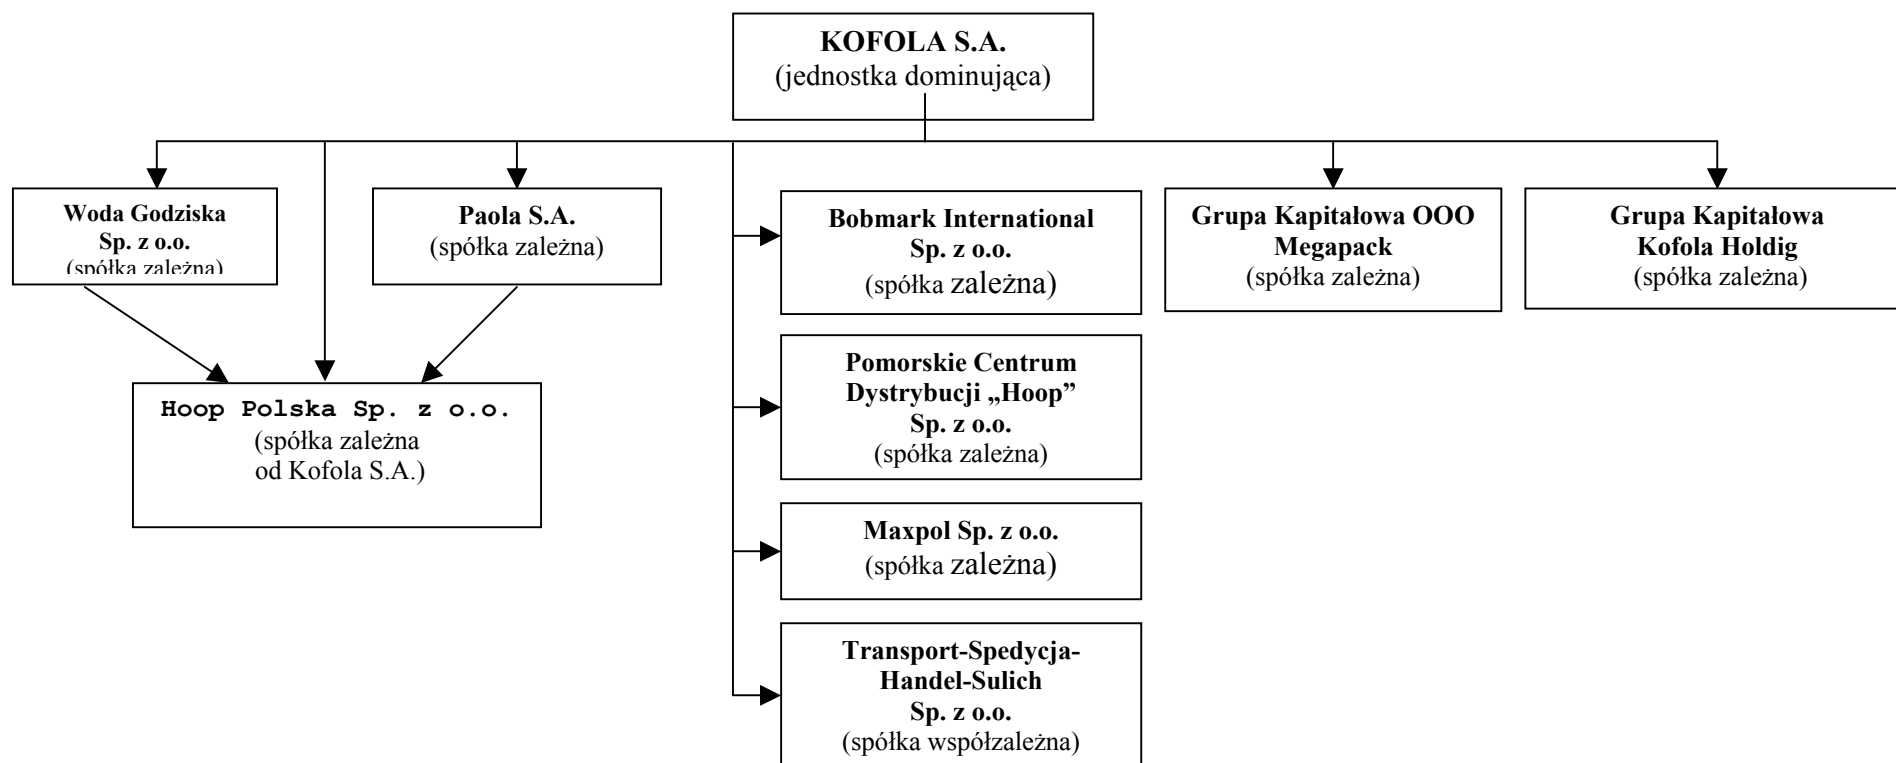 KOFOLA S.A.
(jednostka dominująca)
Woda Godziska
Sp. z o.o.
(spółka zależna)
Paola S.A.
(spółka zależna)
Bobmark International
Sp. z o.o.
(spółka zależna)
Grupa Kapitałowa OOO
Megapack
(spółka zależna)
Grupa Kapitałowa
Kofola Holdig
(spółka zależna)
Hoop Polska Sp. z o.o.
(spółka zależna
od Kofola S.A.)
Pomorskie Centrum
Dystrybucji „Hoop”
Sp. z o.o.
(spółka zależna)
Maxpol Sp. z o.o.
(spółka zależna)
Transport-Spedycja-
Handel-Sulich
Sp. z o.o.
(spółka współzależna)